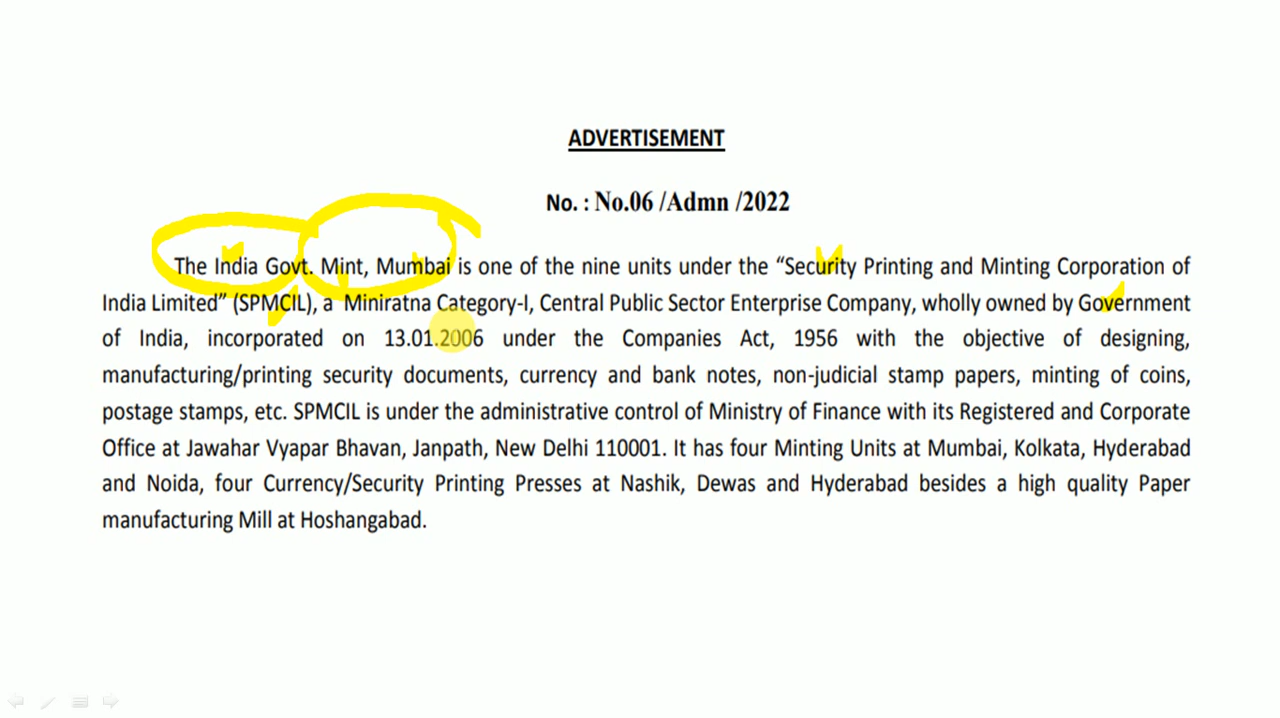 ADVERTISEMENT
No. : No.06 /Admn /2022
The India Govt. Mint, Mumbai is one of the nine units under the “Security Printing and Minting Corporation of
India Limited” (SPMCIL), a Miniratna Category-I, Central Public Sector Enterprise Company, wholly owned by Government
of India, incorporated on 13.01.2006 under the Companies Act, 1956 with the objective of designing,
manufacturing/printing security documents, currency and bank notes, non-judicial stamp papers, minting of coins,
postage stamps, etc. SPMCIL is under the administrative control of Ministry of Finance with its Registered and Corporate
Office at Jawahar Vyapar Bhavan, Janpath, New Delhi 110001. It has four Minting Units at Mumbai, Kolkata, Hyderabad
and Noida, four Currency/Security Printing Presses at Nashik, Dewas and Hyderabad besides a high quality Paper
manufacturing Mill at Hoshangabad.